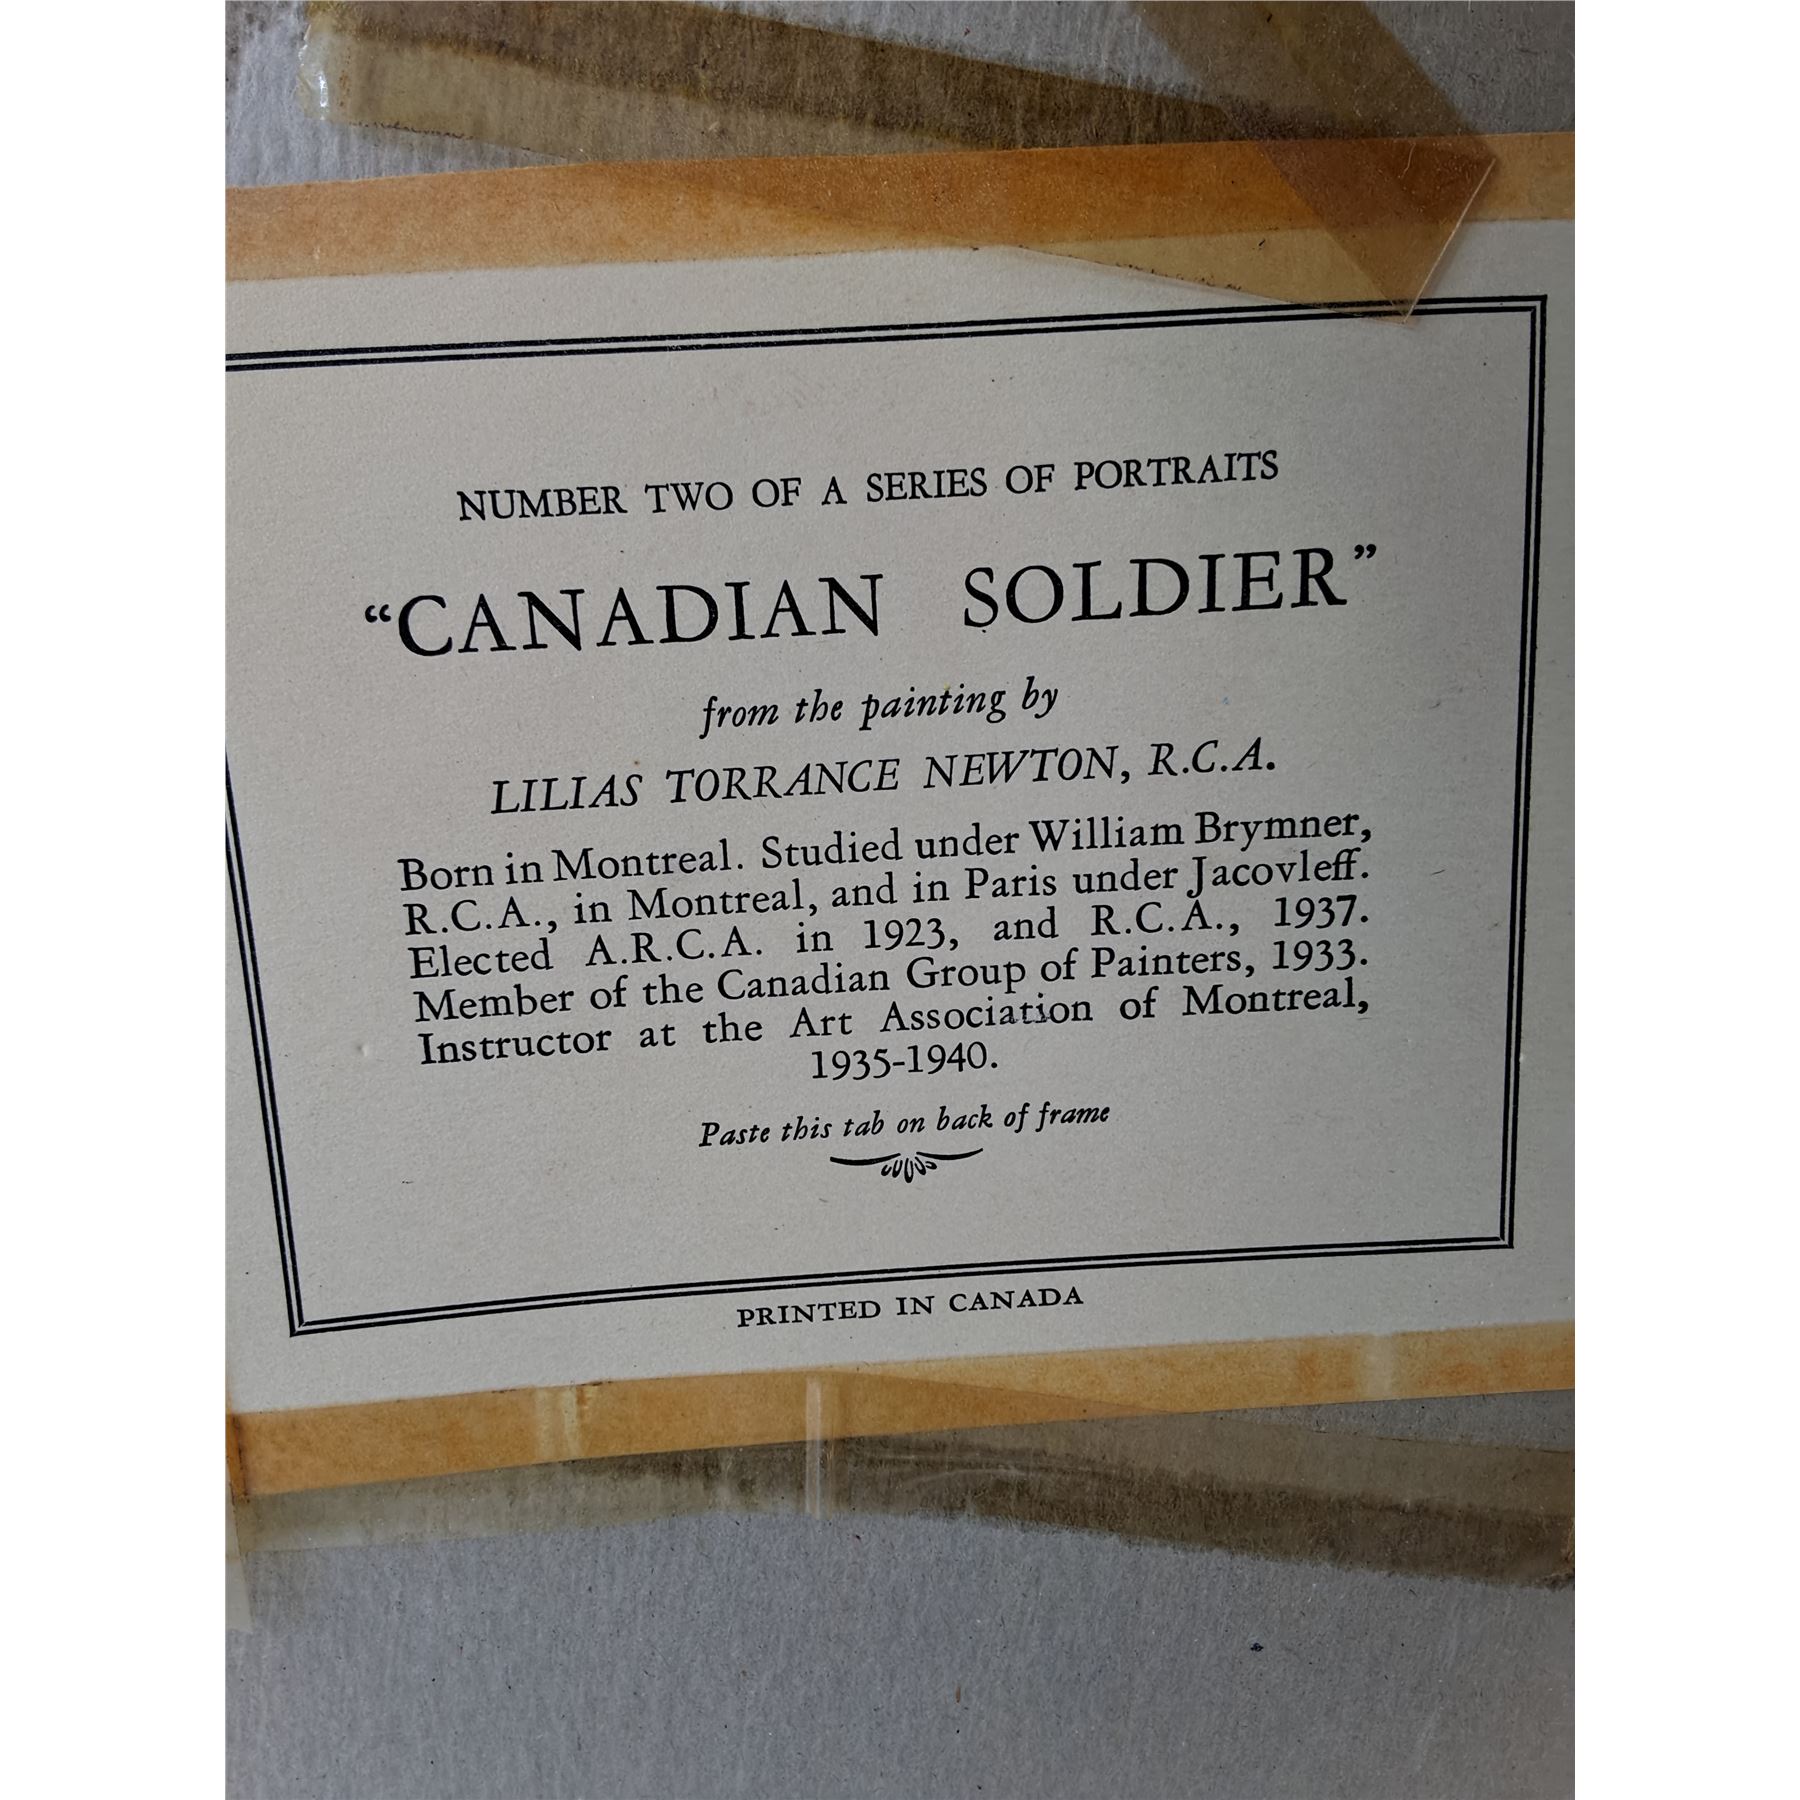 NUMBER TWO OF A SERIES OF PORTRAITS
“CANADIAN SOLDIER”
from the painting by
LILIAS TORRANCE NEWTON, R.C.A.
Born in Montreal. Studied under William Brymner,
R.C.A., in Montreal, and in Paris under Jacovleff.
Elected A.R.C.A. in 1923, and R.C.A., 1937.
Member of the Canadian Group of Painters, 1933.
Instructor at the Art Association of Montreal,
1935-1940.
Paste this tab on back of frame
PRINTED IN CANADA